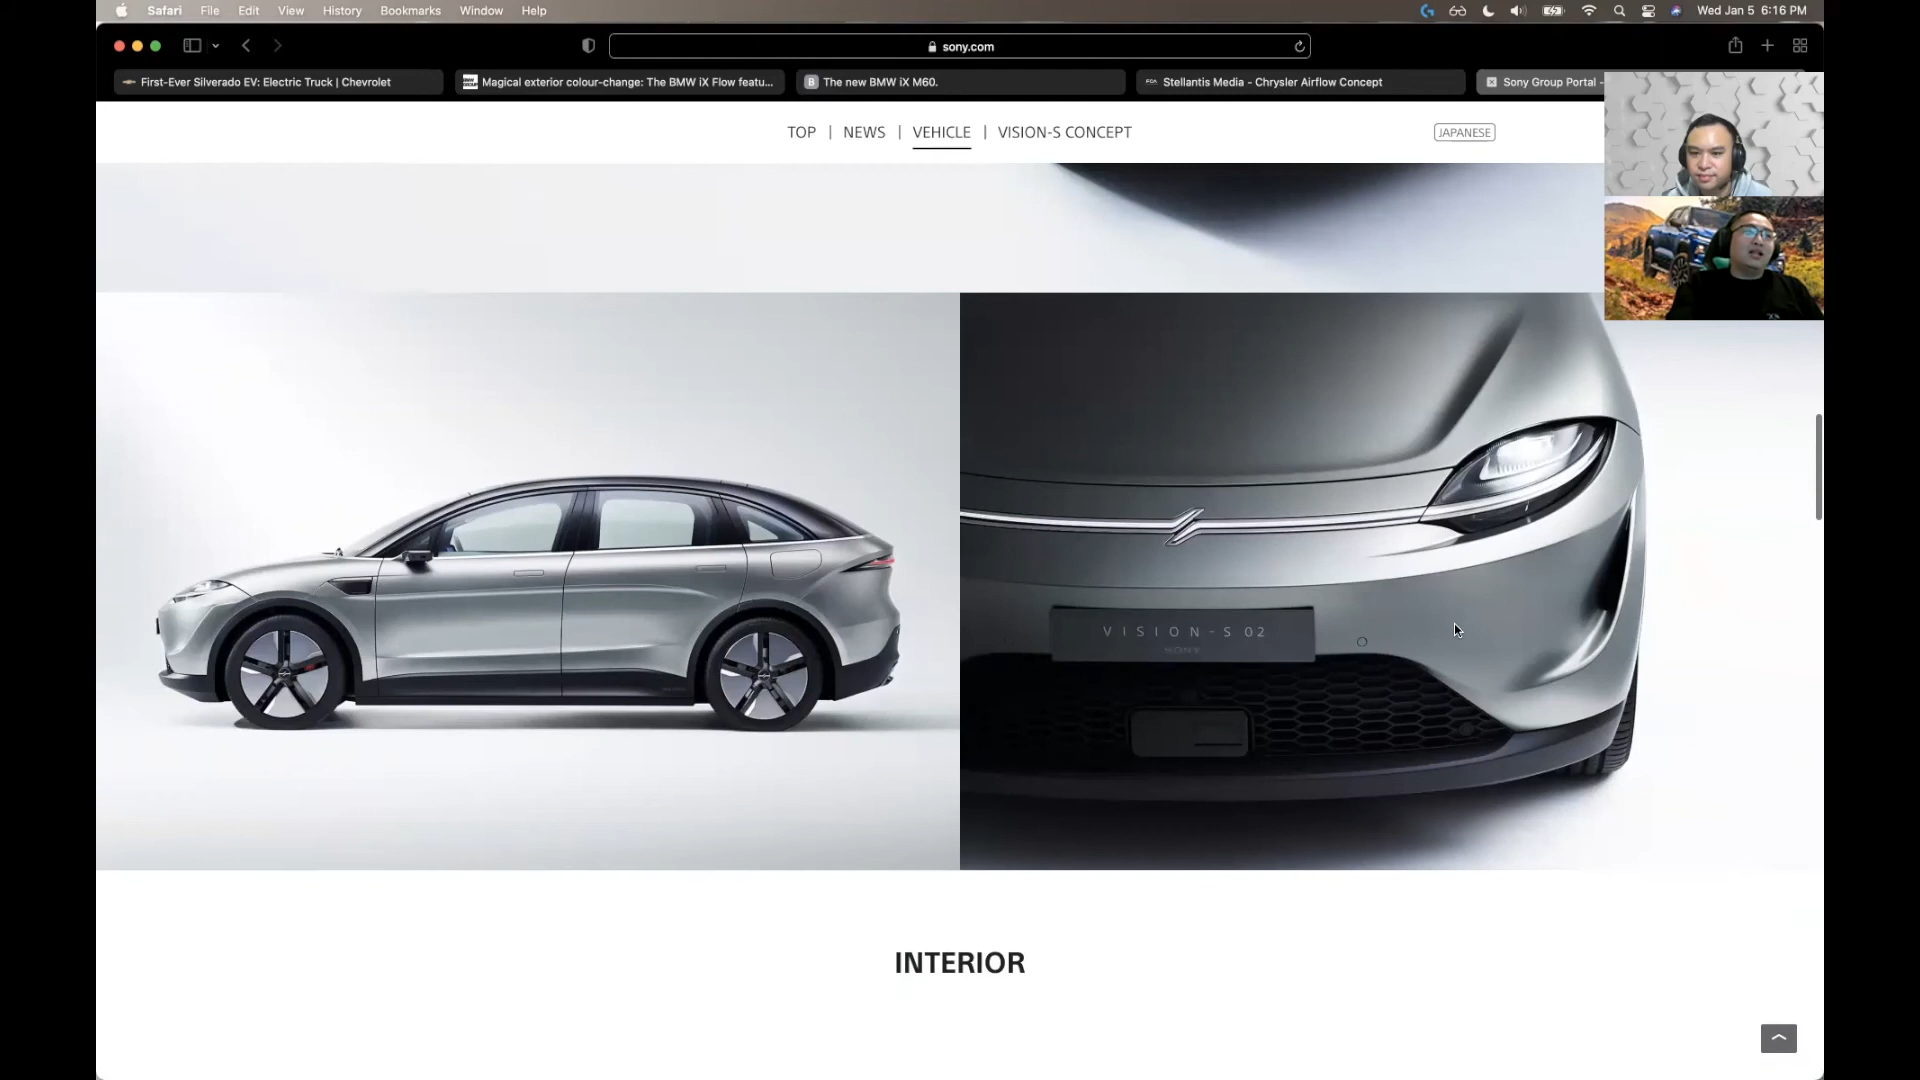 Safari File Edit View History Bookmarks Window Help Wed Jan 5 6:16 PM
sony.com
First-Ever Silverado EV: Electric Truck | Chevrolet
Magical exterior colour-change: The BMW iX Flow featu...
The new BMW iX M60.
Stellantis Media - Chrysler Airflow Concept
Sony Group Portal -
TOP | NEWS | VEHICLE | VISION-S CONCEPT
JAPANESE
VISION-S 02
SONY
INTERIOR